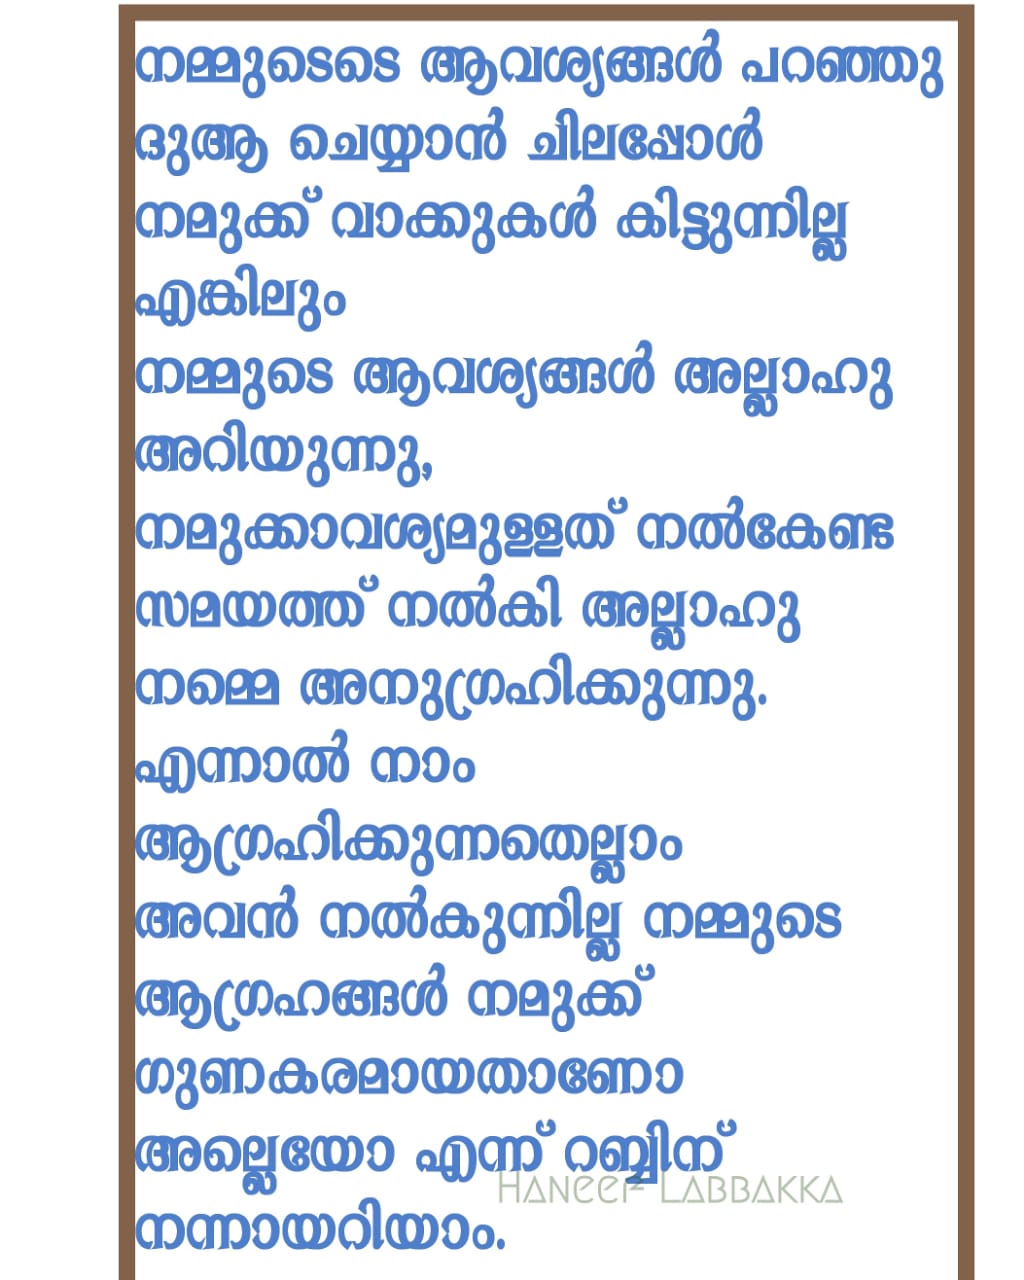 നമ്മുടെടെ ആവശ്യങ്ങൾ പറഞ്ഞു
ദുആ ചെയ്യാൻ ചിലപ്പോൾ
നമുക്ക് വാക്കുകൾ കിട്ടുന്നില്ല
എങ്കിലും
നമ്മുടെ ആവശ്യങ്ങൾ അല്ലാഹു
അറിയുന്നു,
നമുക്കാവശ്യമുള്ളത് നൽകേണ്ട
സമയത്ത് നൽകി അല്ലാഹു
നമ്മെ അനുഗ്രഹിക്കുന്നു.
എന്നാൽ നാം
ആഗ്രഹിക്കുന്നതെല്ലാം
അവൻ നൽകുന്നില്ല നമ്മുടെ
ആഗ്രഹങ്ങൾ നമുക്ക്
ഗുണകരമായതാണോ
അല്ലെയോ എന്ന് റബ്ബിന്
HANEEF LABBAKKA
നന്നായറിയാം.